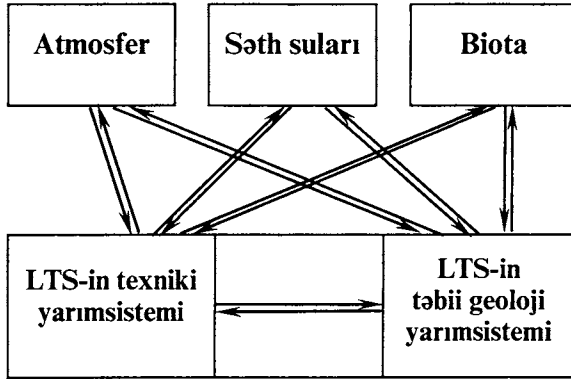 Atmosfer
Səth suları
Biota
LTS-in texniki
yarımsistemi
LTS-in
təbii geoloji
yarımsistemi